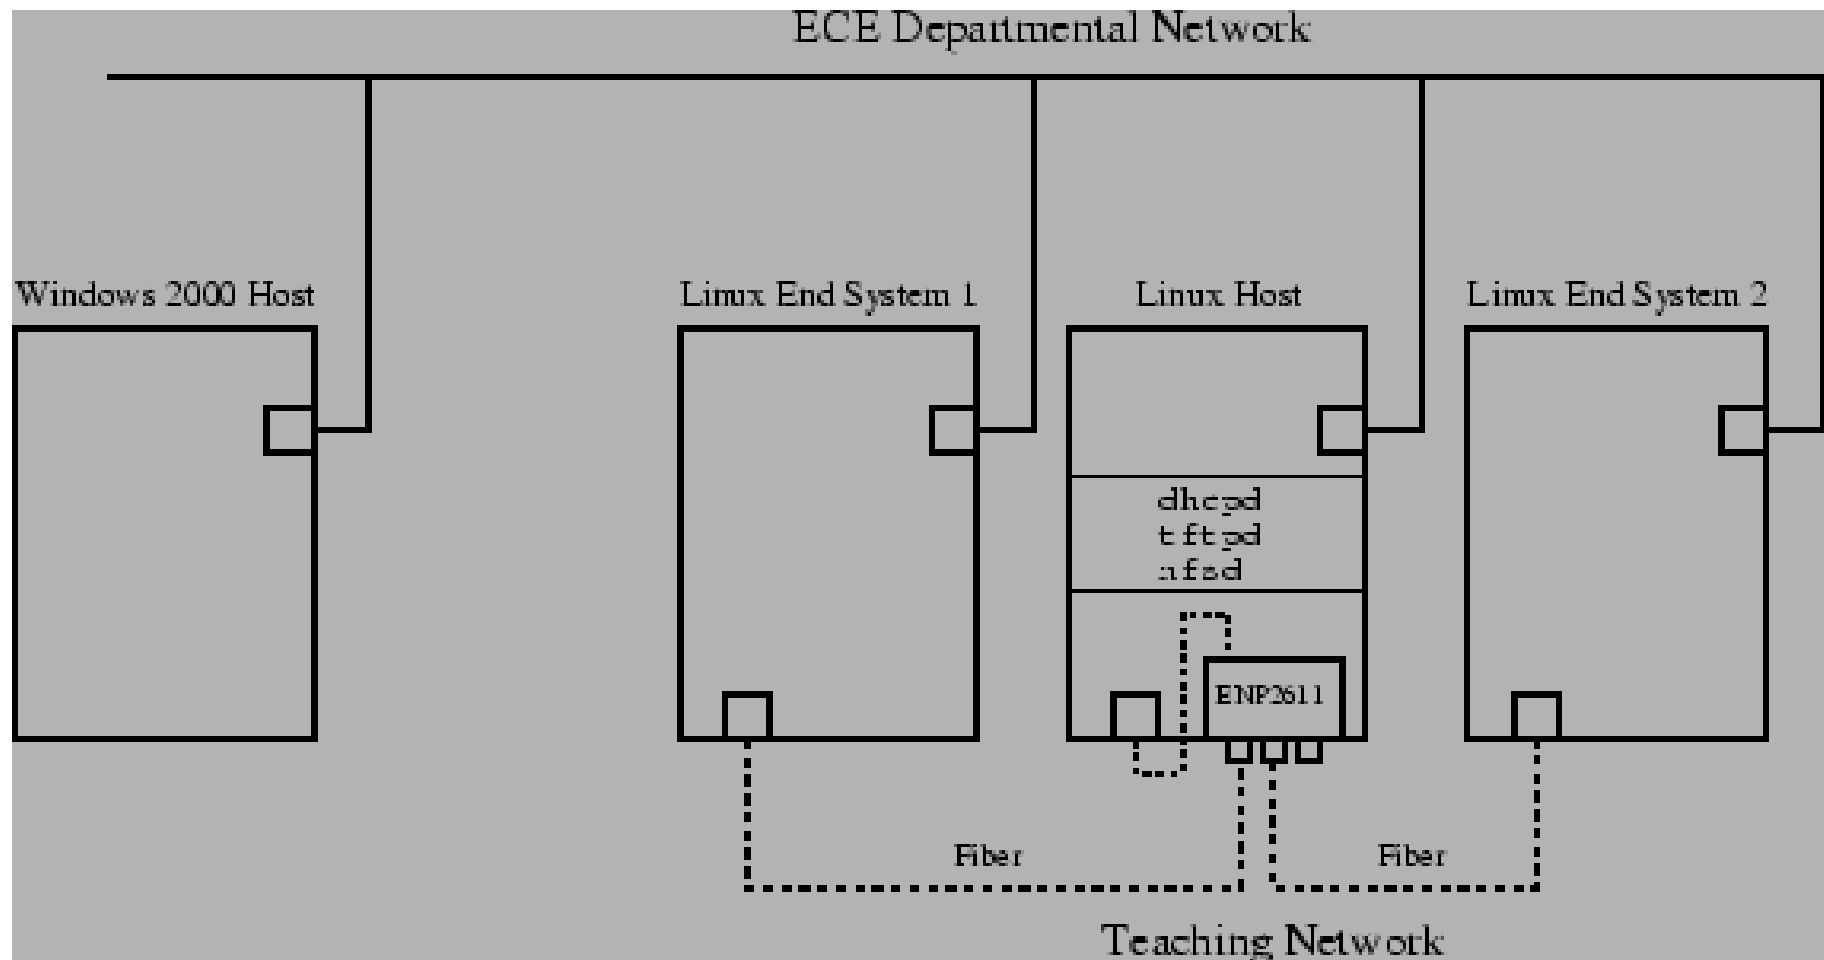 ECE Departmental Network
Windows 2000 Host
Linux End System 1
Linux Host
Linux End System 2
dhcpd
tftpd
nfsd
ENP2611
Fiber
Fiber
Teaching Network